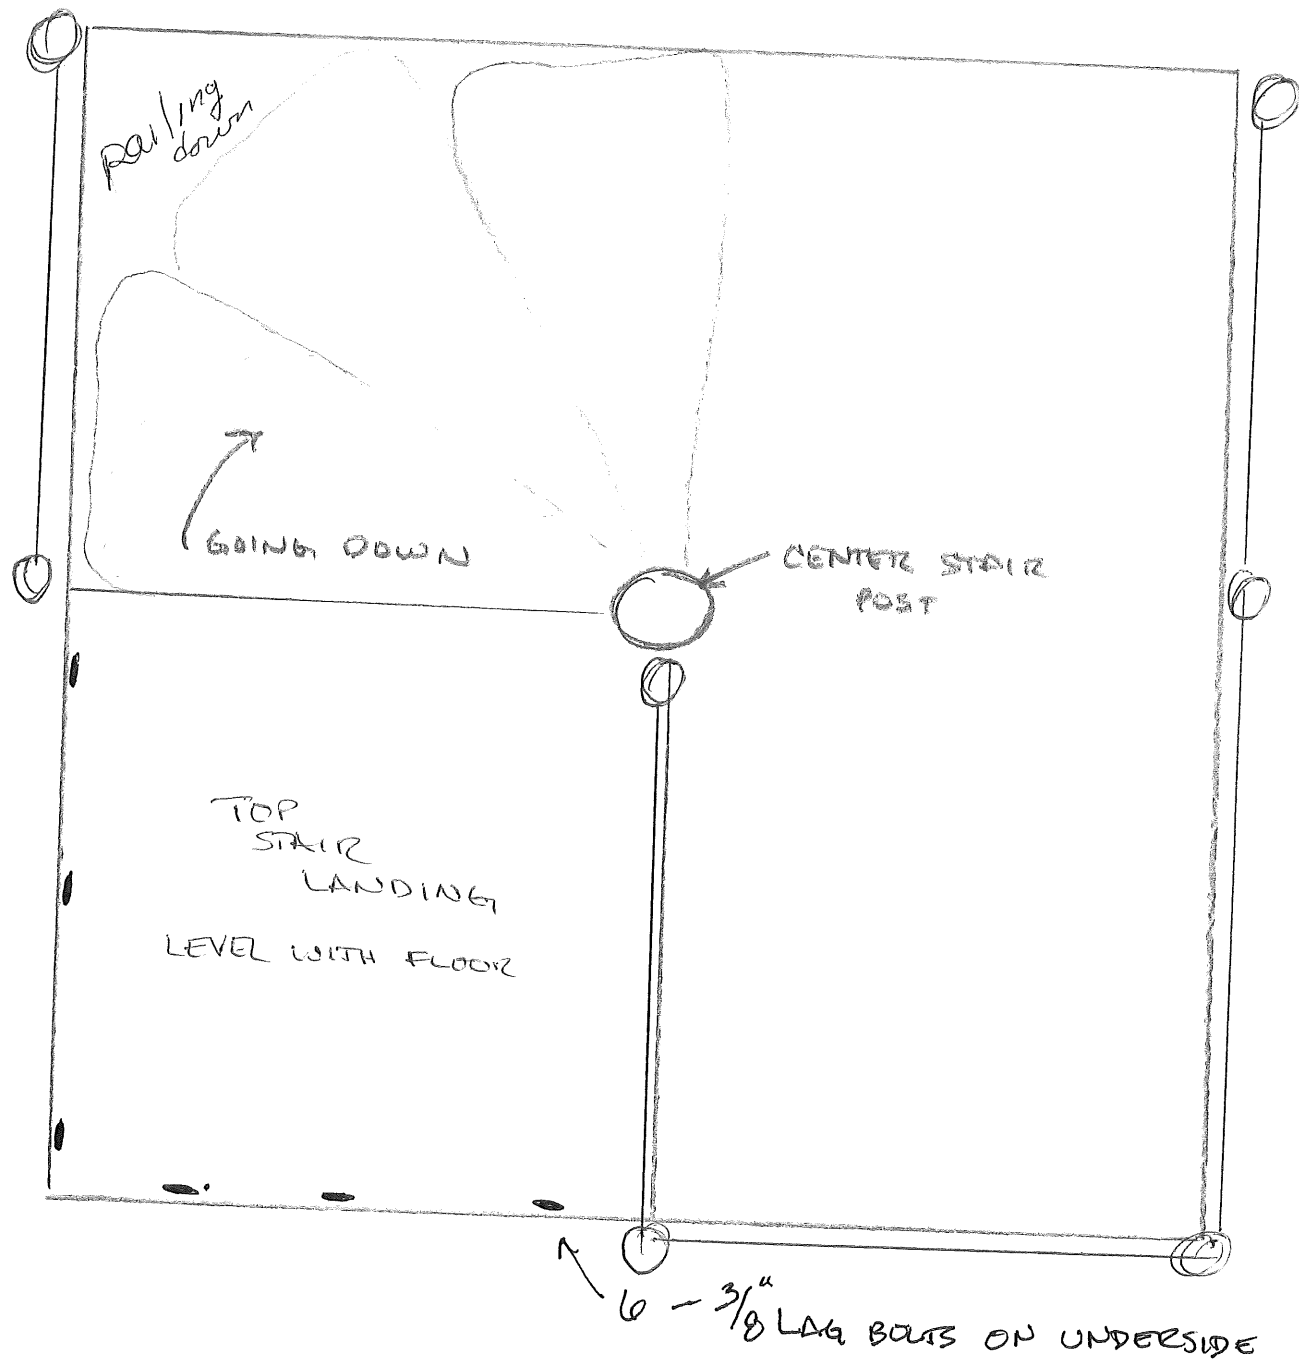 railing
down
GOING DOWN
CENTER STAIR
POST
TOP
STAIR
LANDING
LEVEL WITH FLOOR
6 - 3/8" LAG BOLTS ON UNDERSIDE